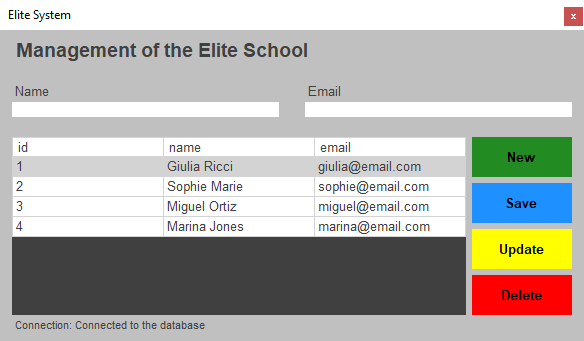 Elite System
x
Management of the Elite School
Name Email
id name email
1 Giulia Ricci giulia@email.com
2 Sophie Marie sophie@email.com
3 Miguel Ortiz miguel@email.com
4 Marina Jones marina@email.com
New
Save
Update
Delete
Connection: Connected to the database